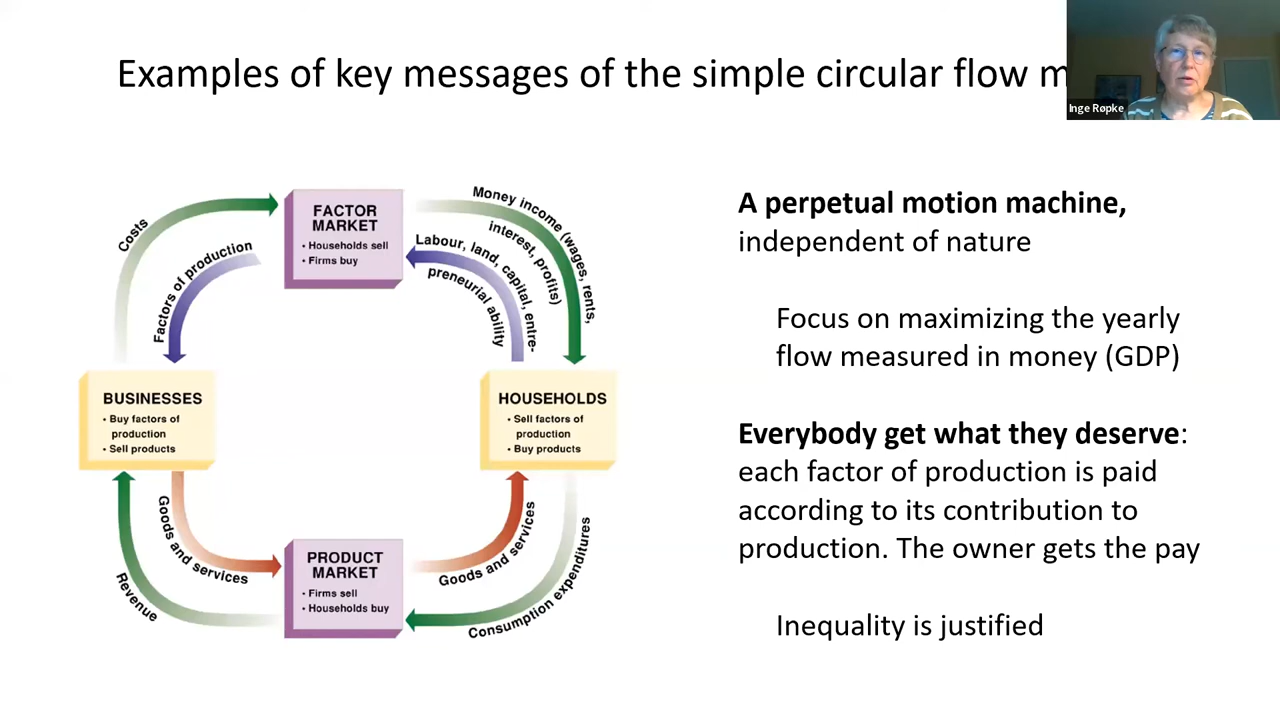 Examples of key messages of the simple circular flow m
Inge Røpke
Costs
Factors of production
FACTOR
MARKET
• Households sell
• Firms buy
Money income (wages, rents,
interest, profits)
Labour, land, capital, entre-
preneurial ability
BUSINESSES
• Buy factors of
production
• Sell products
HOUSEHOLDS
• Sell factors of
production
• Buy products
Goods and services
Revenue
PRODUCT
MARKET
• Firms sell
• Households buy
Goods and services
Consumption expenditures
A perpetual motion machine,
independent of nature
Focus on maximizing the yearly
flow measured in money (GDP)
Everybody get what they deserve:
each factor of production is paid
according to its contribution to
production. The owner gets the pay
Inequality is justified